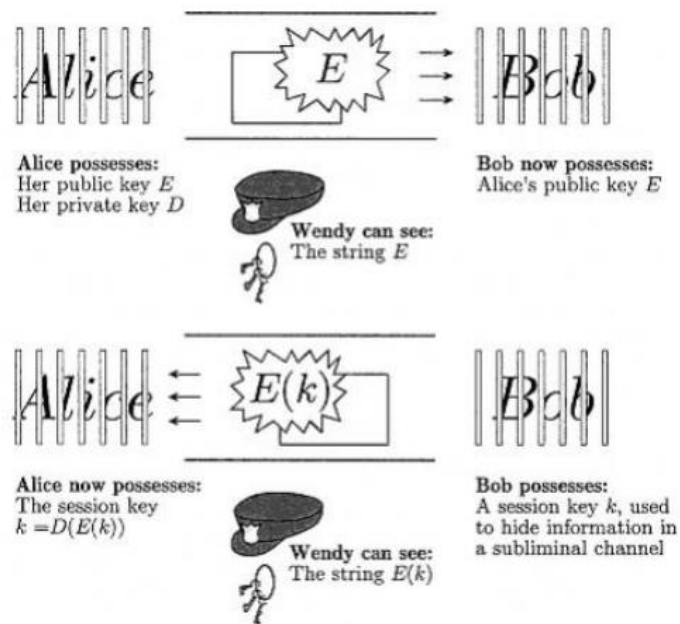 Alice
E
Bob
Alice possesses:
Her public key E
Her private key D
Bob now possesses:
Alice's public key E
Wendy can see:
The string E
Alice
E(k)
Bob
Alice now possesses:
The session key
k =D(E(k))
Bob possesses:
A session key k, used
to hide information in
a subliminal channel
Wendy can see:
The string E(k)